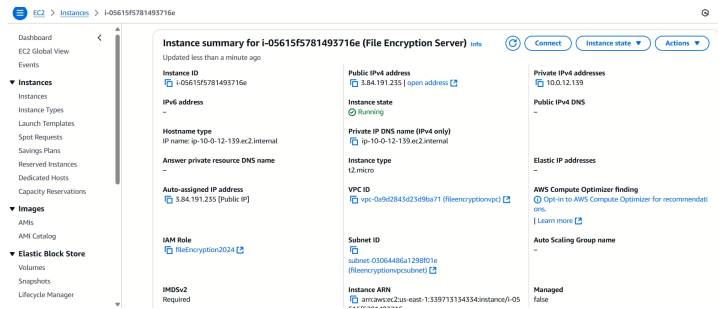 EC2 > Instances > i-05615f5781493716e
Dashboard
EC2 Global View
Events
▼ Instances
Instances
Instance Types
Launch Templates
Spot Requests
Savings Plans
Reserved Instances
Dedicated Hosts
Capacity Reservations
▼ Images
AMIs
AMI Catalog
▼ Elastic Block Store
Volumes
Snapshots
Lifecycle Manager
Instance summary for i-05615f5781493716e (File Encryption Server) Info
Connect
Instance state ▼
Actions ▼
Updated less than a minute ago
Instance ID
i-05615f5781493716e
Public IPv4 address
3.84.191.235 | open address
Private IPv4 addresses
10.0.12.139
IPv6 address
–
Instance state
Running
Public IPv4 DNS
–
Hostname type
IP name: ip-10-0-12-139.ec2.internal
Private IP DNS name (IPv4 only)
ip-10-0-12-139.ec2.internal
Answer private resource DNS name
–
Instance type
t2.micro
Elastic IP addresses
–
Auto-assigned IP address
3.84.191.235 [Public IP]
VPC ID
vpc-0a9d2843d23d9ba71 (fileencryptionvpc)
AWS Compute Optimizer finding
Opt-in to AWS Compute Optimizer for recommendati
ons.
| Learn more
IAM Role
fileEncryption2024
Subnet ID
subnet-03064486a1298f01e
(fileencryptionvpcsubnet)
Auto Scaling Group name
–
IMDSv2
Required
Instance ARN
arn:aws:ec2:us-east-1:339713134334:instance/i-05
Managed
false